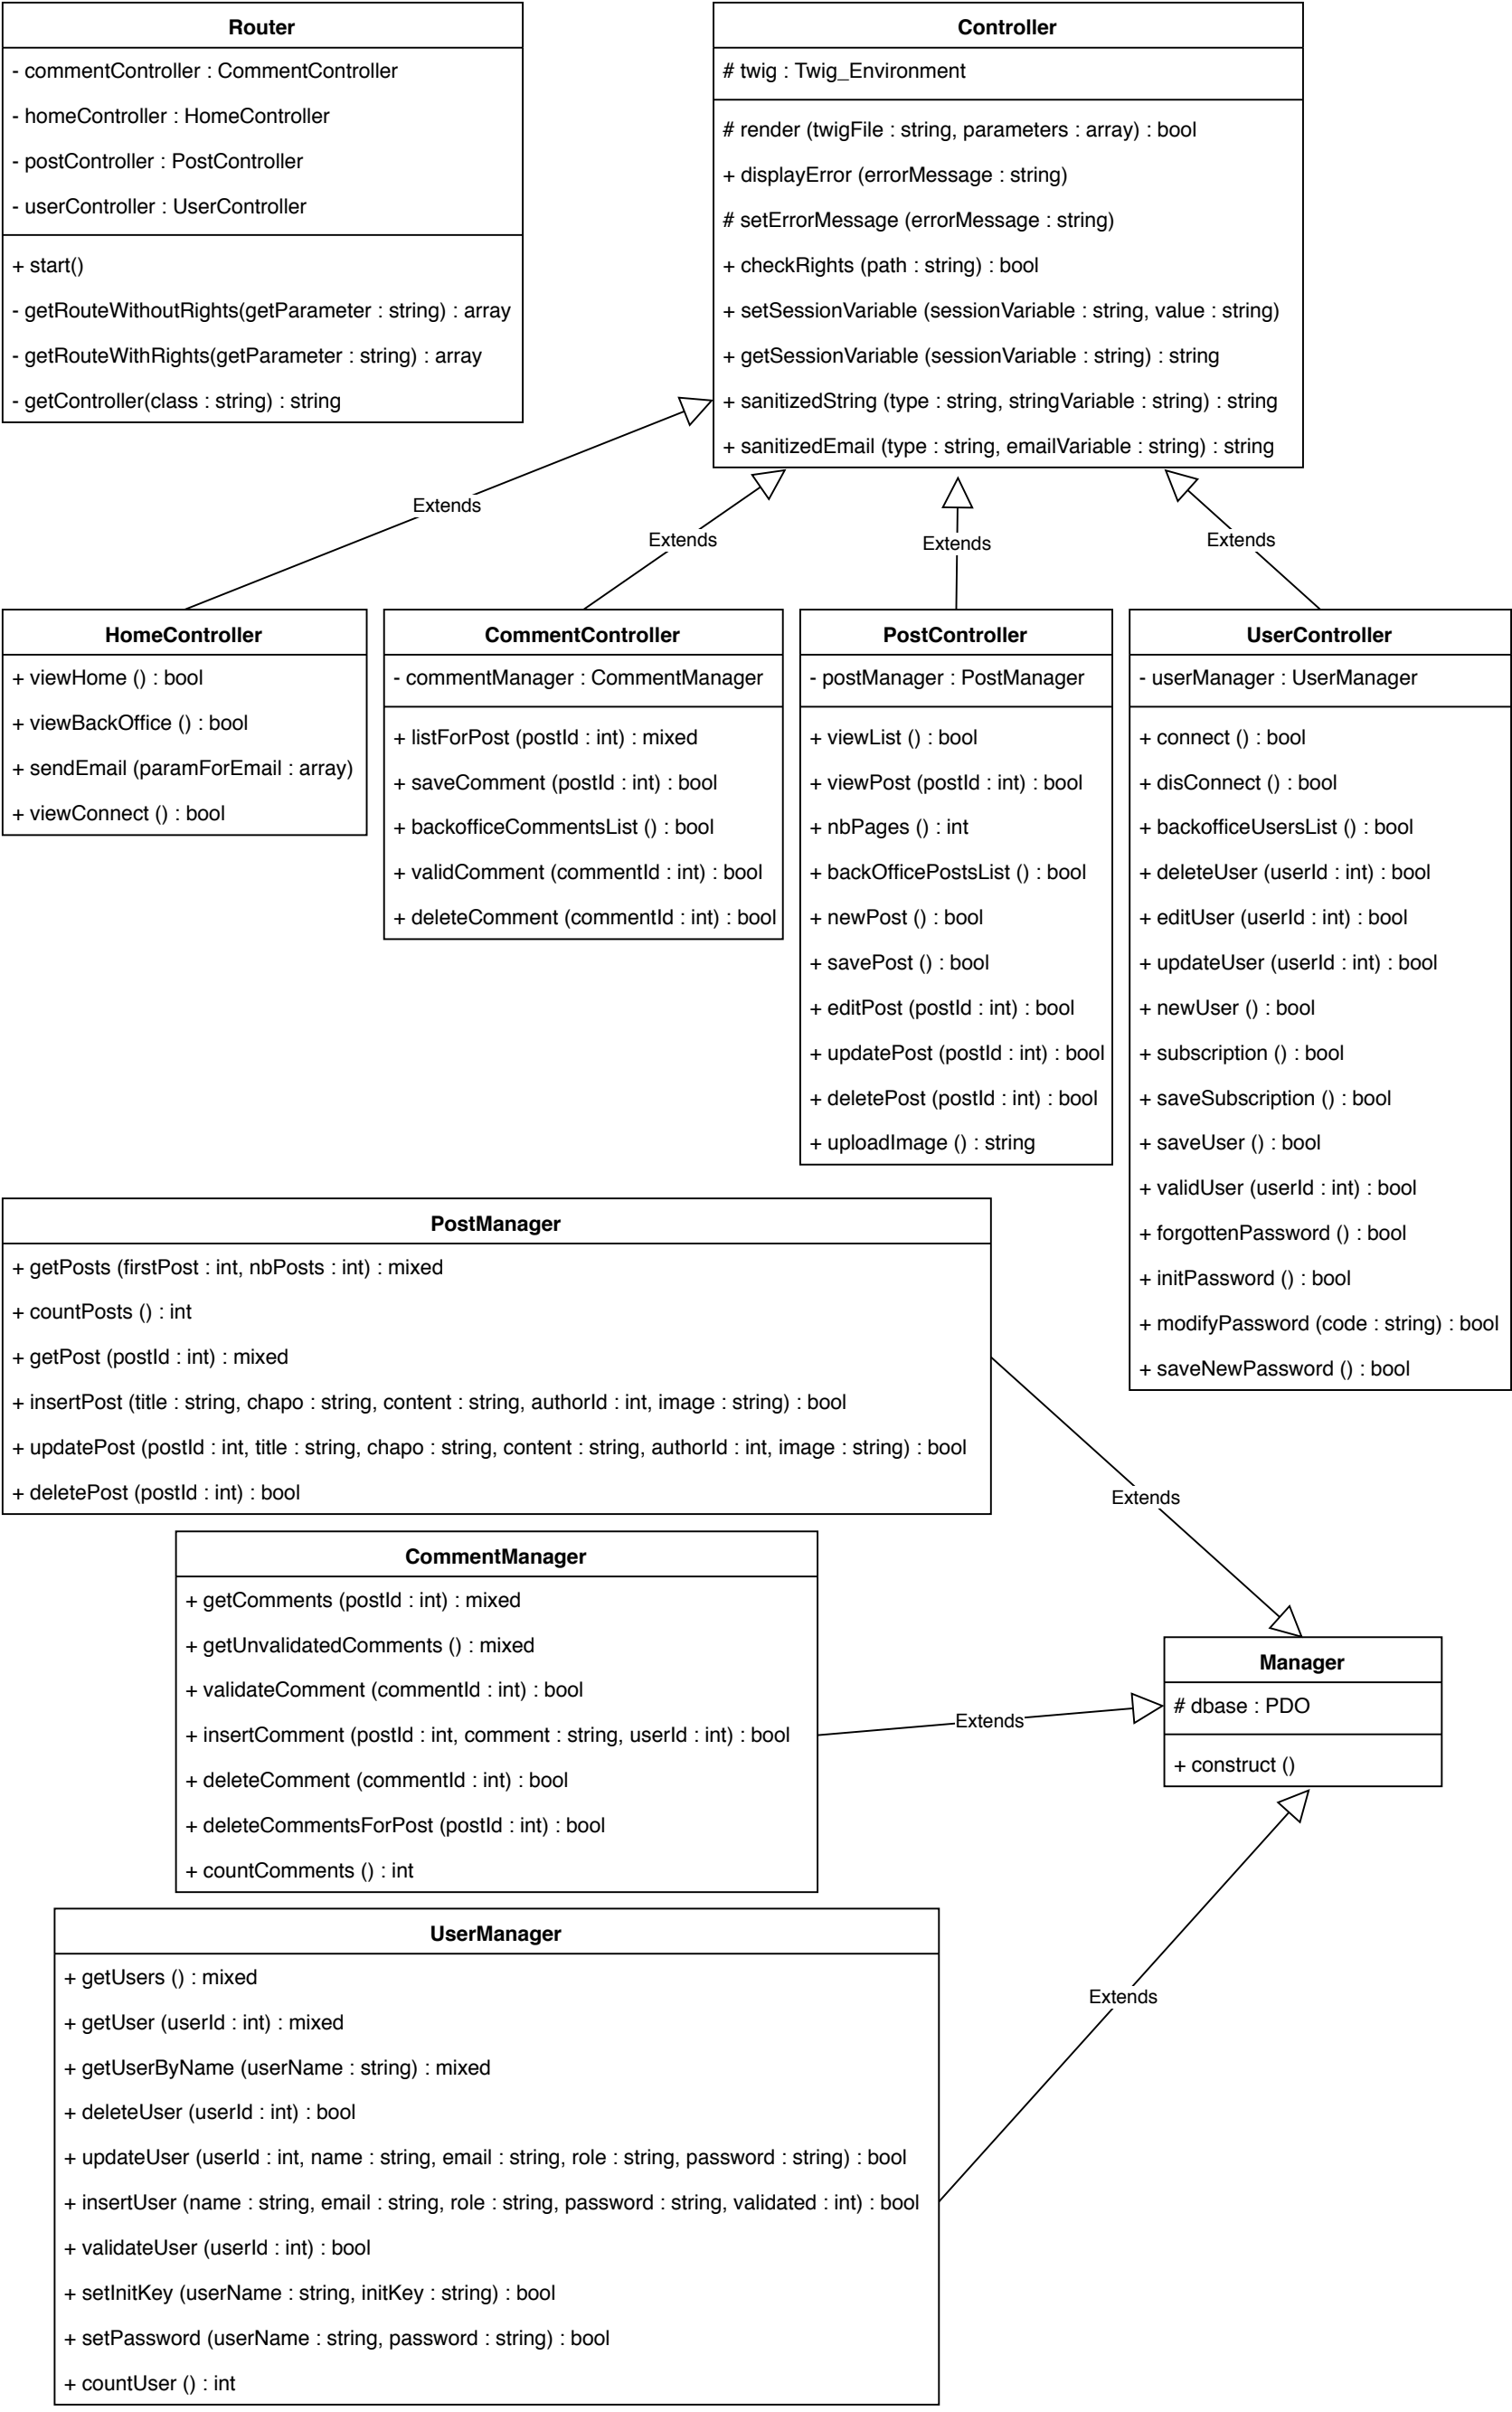 Router
- commentController : CommentController
- homeController : HomeController
- postController : PostController
- userController : UserController
+ start()
- getRouteWithoutRights(getParameter : string) : array
- getRouteWithRights(getParameter : string) : array
- getController(class : string) : string
Controller
# twig : Twig_Environment
# render (twigFile : string, parameters : array) : bool
+ displayError (errorMessage : string)
# setErrorMessage (errorMessage : string)
+ checkRights (path : string) : bool
+ setSessionVariable (sessionVariable : string, value : string)
+ getSessionVariable (sessionVariable : string) : string
+ sanitizedString (type : string, stringVariable : string) : string
+ sanitizedEmail (type : string, emailVariable : string) : string
Extends
Extends
Extends
Extends
HomeController
+ viewHome () : bool
+ viewBackOffice () : bool
+ sendEmail (paramForEmail : array)
+ viewConnect () : bool
CommentController
- commentManager : CommentManager
+ listForPost (postId : int) : mixed
+ saveComment (postId : int) : bool
+ backofficeCommentsList () : bool
+ validComment (commentId : int) : bool
+ deleteComment (commentId : int) : bool
PostController
- postManager : PostManager
+ viewList () : bool
+ viewPost (postId : int) : bool
+ nbPages () : int
+ backOfficePostsList () : bool
+ newPost () : bool
+ savePost () : bool
+ editPost (postId : int) : bool
+ updatePost (postId : int) : bool
+ deletePost (postId : int) : bool
+ uploadImage () : string
UserController
- userManager : UserManager
+ connect () : bool
+ disConnect () : bool
+ backofficeUsersList () : bool
+ deleteUser (userId : int) : bool
+ editUser (userId : int) : bool
+ updateUser (userId : int) : bool
+ newUser () : bool
+ subscription () : bool
+ saveSubscription () : bool
+ saveUser () : bool
+ validUser (userId : int) : bool
+ forgottenPassword () : bool
+ initPassword () : bool
+ modifyPassword (code : string) : bool
+ saveNewPassword () : bool
PostManager
+ getPosts (firstPost : int, nbPosts : int) : mixed
+ countPosts () : int
+ getPost (postId : int) : mixed
+ insertPost (title : string, chapo : string, content : string, authorId : int, image : string) : bool
+ updatePost (postId : int, title : string, chapo : string, content : string, authorId : int, image : string) : bool
+ deletePost (postId : int) : bool
Extends
CommentManager
+ getComments (postId : int) : mixed
+ getUnvalidatedComments () : mixed
+ validateComment (commentId : int) : bool
+ insertComment (postId : int, comment : string, userId : int) : bool
+ deleteComment (commentId : int) : bool
+ deleteCommentsForPost (postId : int) : bool
+ countComments () : int
Extends
Manager
# dbase : PDO
+ construct ()
UserManager
+ getUsers () : mixed
+ getUser (userId : int) : mixed
+ getUserByName (userName : string) : mixed
+ deleteUser (userId : int) : bool
+ updateUser (userId : int, name : string, email : string, role : string, password : string) : bool
+ insertUser (name : string, email : string, role : string, password : string, validated : int) : bool
+ validateUser (userId : int) : bool
+ setInitKey (userName : string, initKey : string) : bool
+ setPassword (userName : string, password : string) : bool
+ countUser () : int
Extends